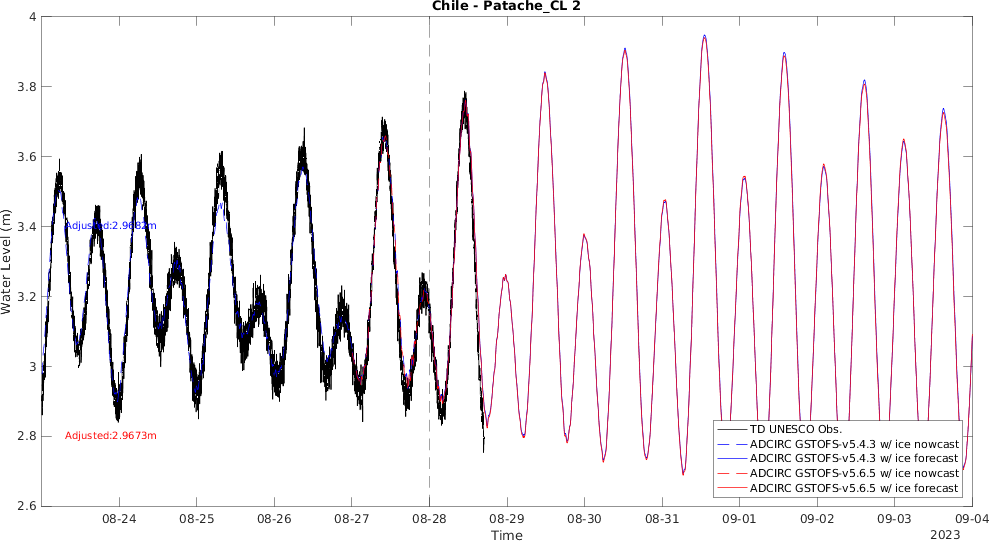 Chile - Patache_CL 2
4
3.8
3.6
3.4
3.2
3
2.8
2.6
Water Level (m)
Adjusted:2.9682m
Adjusted:2.9673m
TD UNESCO Obs.
ADCIRC GSTOFS-v5.4.3 w/ ice nowcast
ADCIRC GSTOFS-v5.4.3 w/ ice forecast
ADCIRC GSTOFS-v5.6.5 w/ ice nowcast
ADCIRC GSTOFS-v5.6.5 w/ ice forecast
08-24 08-25 08-26 08-27 08-28 08-29 08-30 08-31 09-01 09-02 09-03 09-04
Time
2023